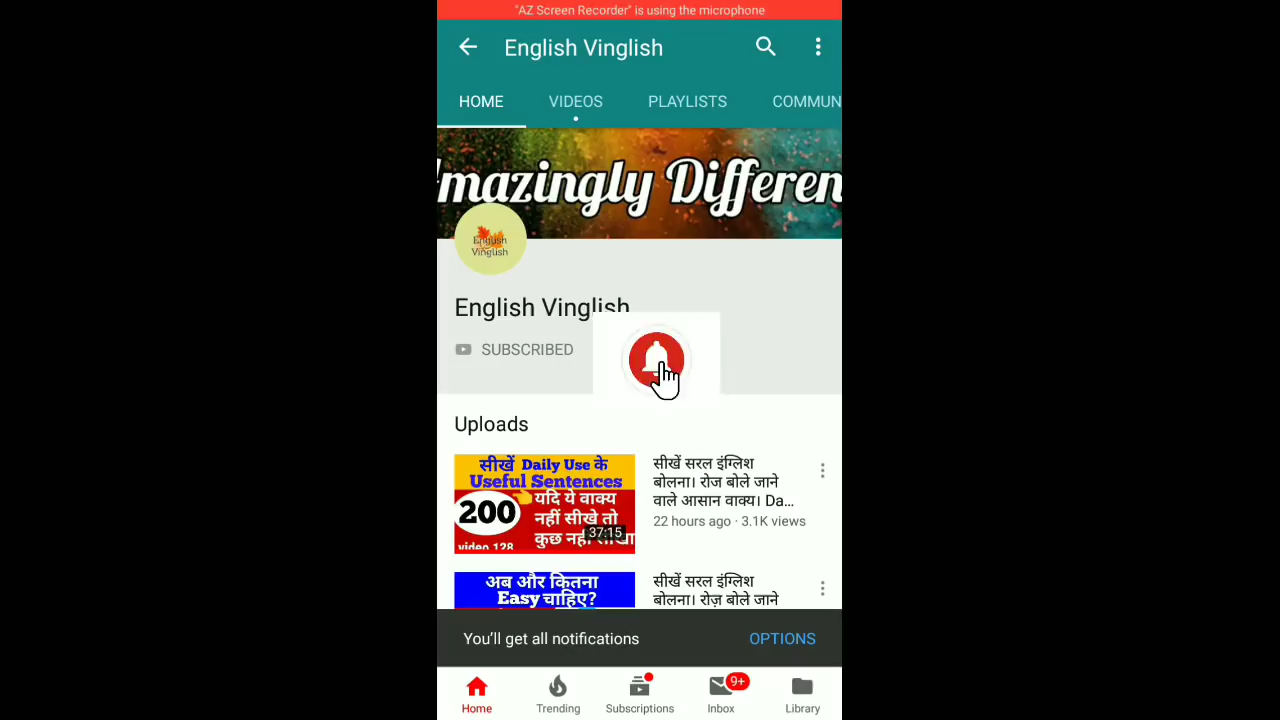 "AZ Screen Recorder" is using the microphone
English Vinglish
HOME VIDEOS PLAYLISTS COMMUN
mazingly Differen
English
Vinglish
English Vinglish
SUBSCRIBED
Uploads
सीखें Daily Use के
Useful Sentences
200
यदि ये वाक्य
नहीं सीखे तो
कुछ नहीं सीखा
video 128
37:15
सीखें सरल इंग्लिश
बोलना। रोज बोले जाने
वाले आसान वाक्य। Da...
22 hours ago · 3.1K views
अब और कितना
Easy चाहिए?
सीखें सरल इंग्लिश
बोलना। रोज़ बोले जाने
You'll get all notifications OPTIONS
9+
Home Trending Subscriptions Inbox Library